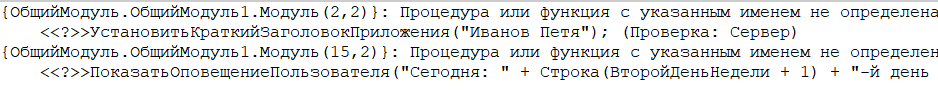 {ОбщийМодуль.ОбщийМодуль1.Модуль(2,2)}: Процедура или функция с указанным именем не определена
<<?>>УстановитьКраткийЗаголовокПриложения("Иванов Петя"); (Проверка: Сервер)
{ОбщийМодуль.ОбщийМодуль1.Модуль(15,2)}: Процедура или функция с указанным именем не определен
<<?>>ПоказатьОповещениеПользователя("Сегодня: " + Строка(ВторойДеньНедели + 1) + "-й день